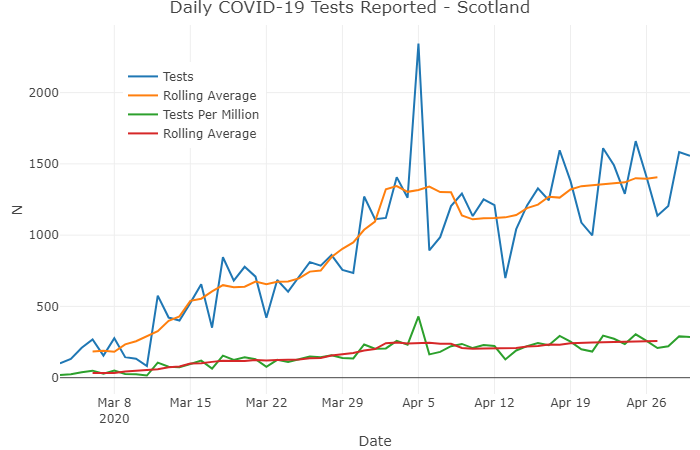 Daily COVID-19 Tests Reported - Scotland
Tests
Rolling Average
Tests Per Million
Rolling Average
2000
1500
1000
500
0
N
Mar 8
2020
Mar 15
Mar 22
Mar 29
Apr 5
Apr 12
Apr 19
Apr 26
Date